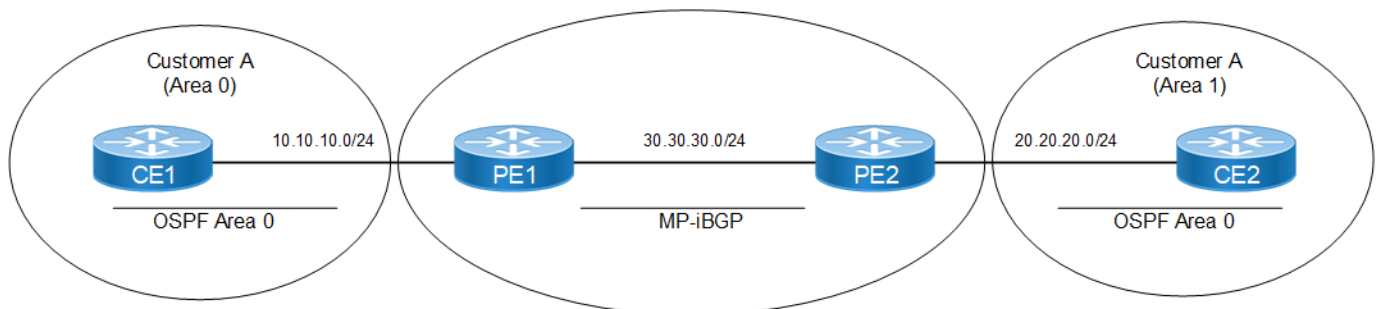 Customer A
(Area 0)
10.10.10.0/24
CE1
OSPF Area 0
30.30.30.0/24
PE1
PE2
MP-iBGP
Customer A
(Area 1)
20.20.20.0/24
CE2
OSPF Area 0